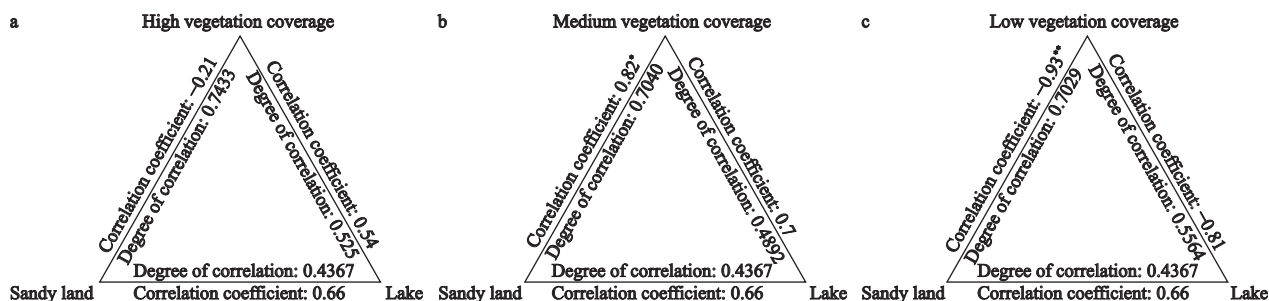 a
High vegetation coverage
Correlation coefficient: −0.21
Degree of correlation: 0.7433
Correlation coefficient: 0.54
Degree of correlation: 0.525
Degree of correlation: 0.4367
Sandy land
Correlation coefficient: 0.66
Lake
b
Medium vegetation coverage
Correlation coefficient: 0.82*
Degree of correlation: 0.7040
Correlation coefficient: 0.7
Degree of correlation: 0.4892
Degree of correlation: 0.4367
Sandy land
Correlation coefficient: 0.66
Lake
c
Low vegetation coverage
Correlation coefficient: −0.93**
Degree of correlation: 0.7029
Correlation coefficient: −0.81
Degree of correlation: 0.5564
Degree of correlation: 0.4367
Sandy land
Correlation coefficient: 0.66
Lake